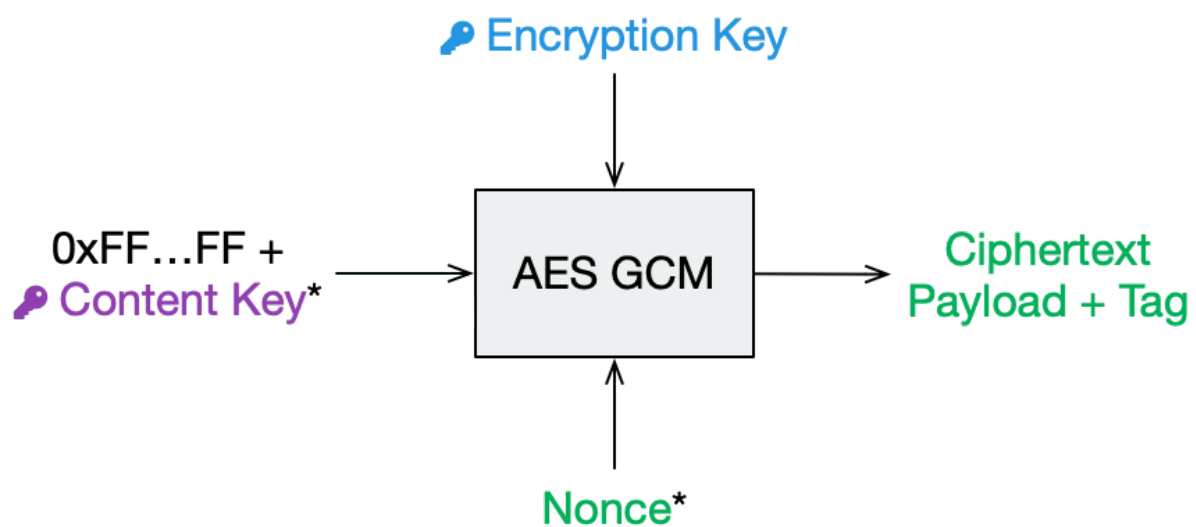 Encryption Key
0xFF...FF +
Content Key*
AES GCM
Ciphertext
Payload + Tag
Nonce*